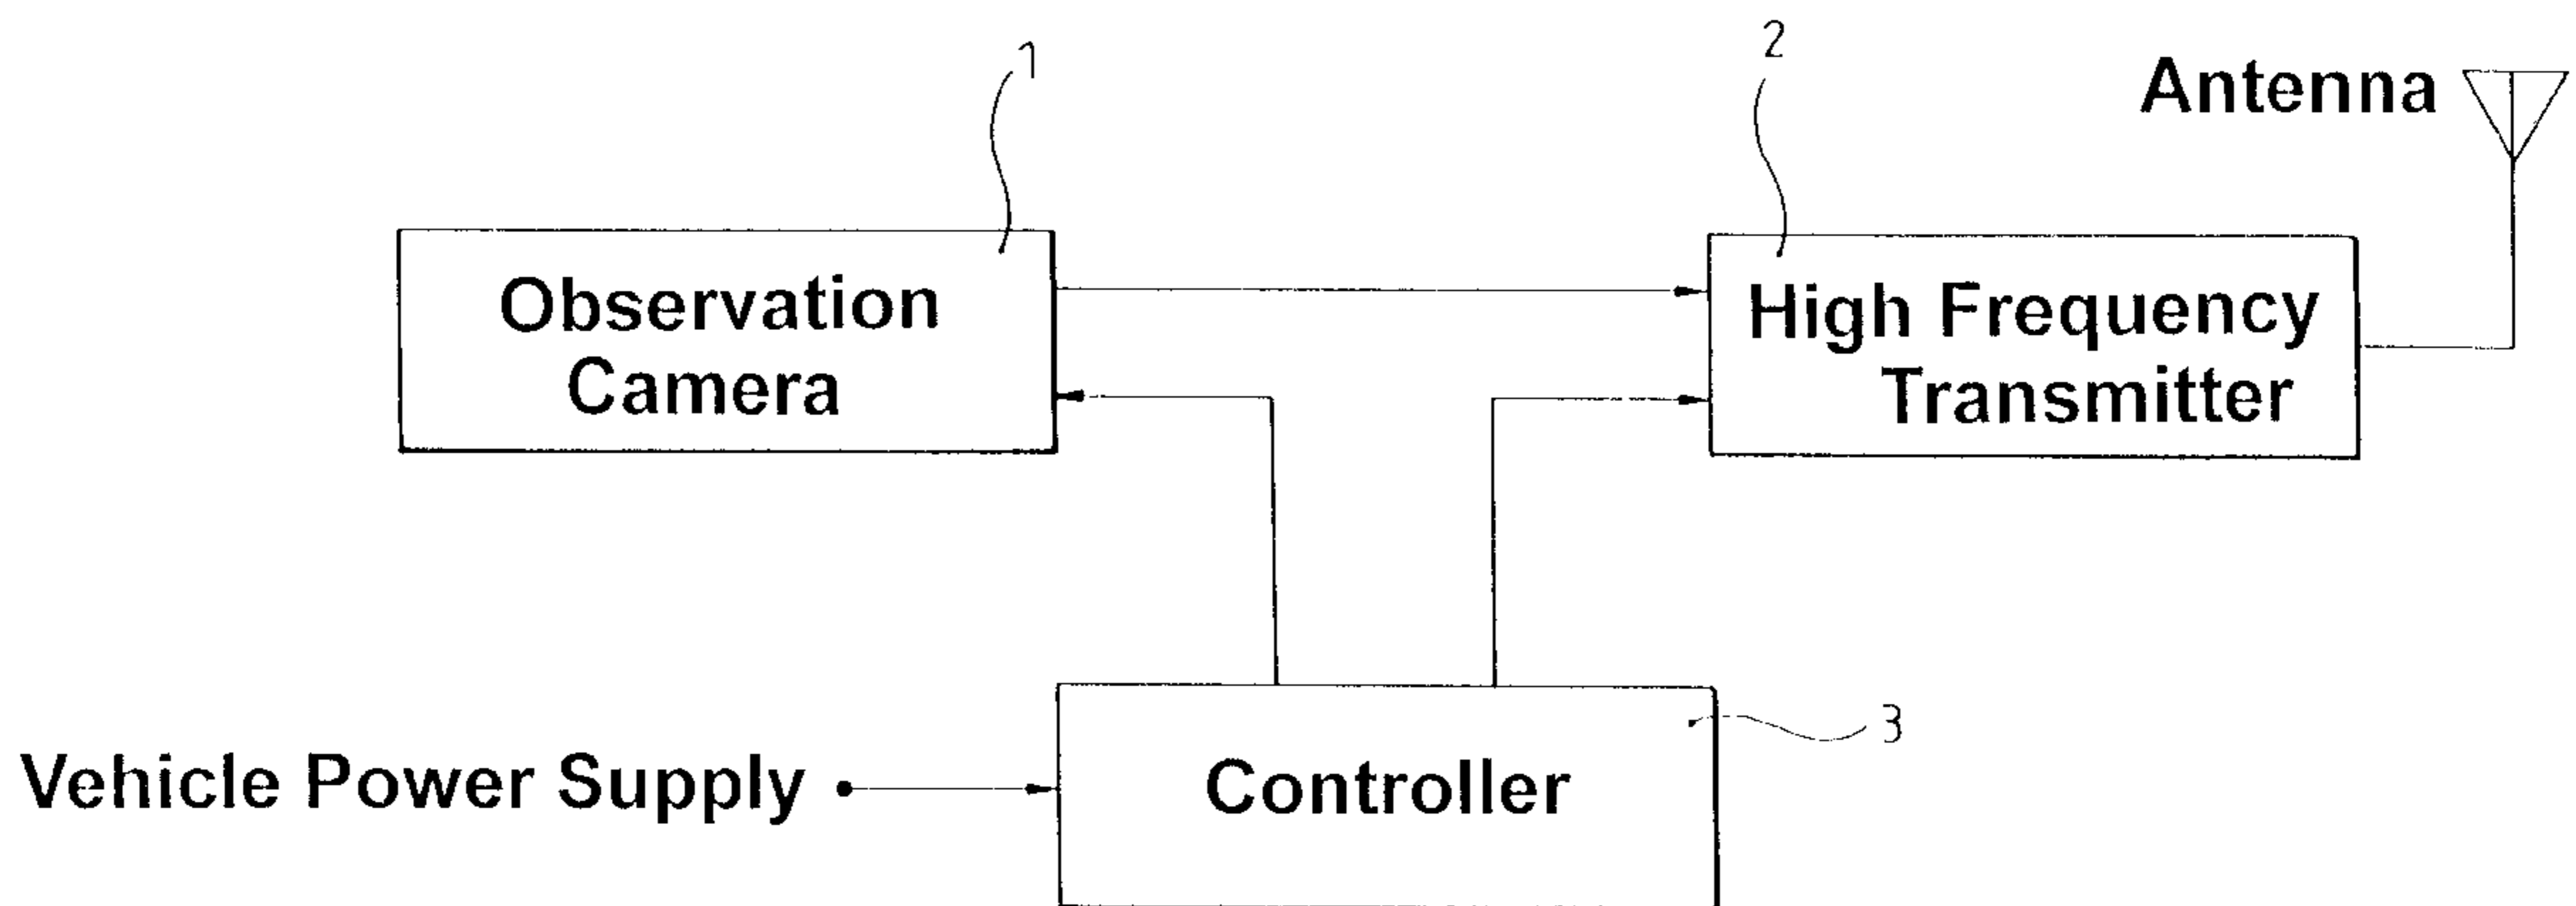 1
2
Antenna
Observation
Camera
High Frequency
Transmitter
3
Vehicle Power Supply
Controller